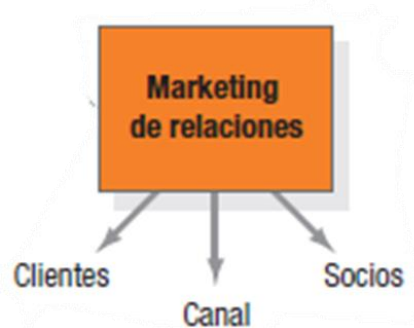 Marketing
de relaciones
Clientes
Canal
Socios